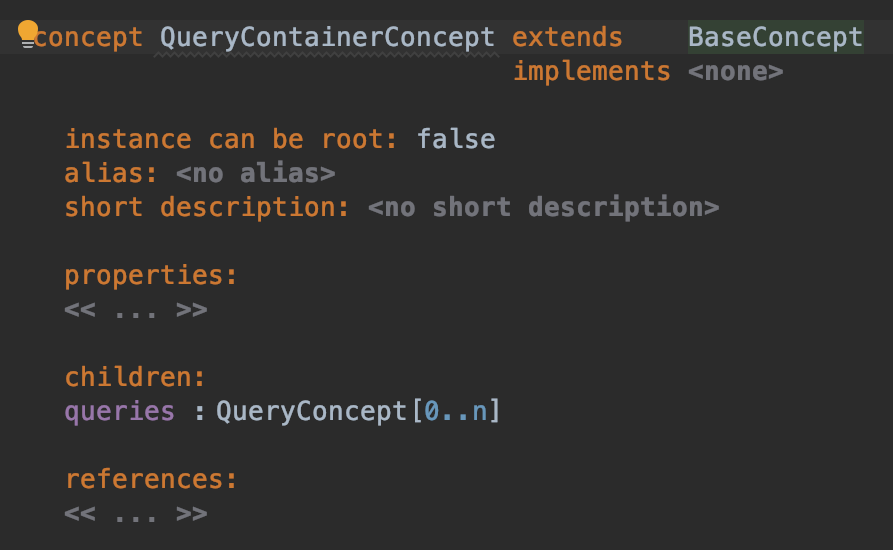 concept QueryContainerConcept extends BaseConcept
implements <none>
instance can be root: false
alias: <no alias>
short description: <no short description>
properties:
<< ... >>
children:
queries : QueryConcept[0..n]
references:
<< ... >>